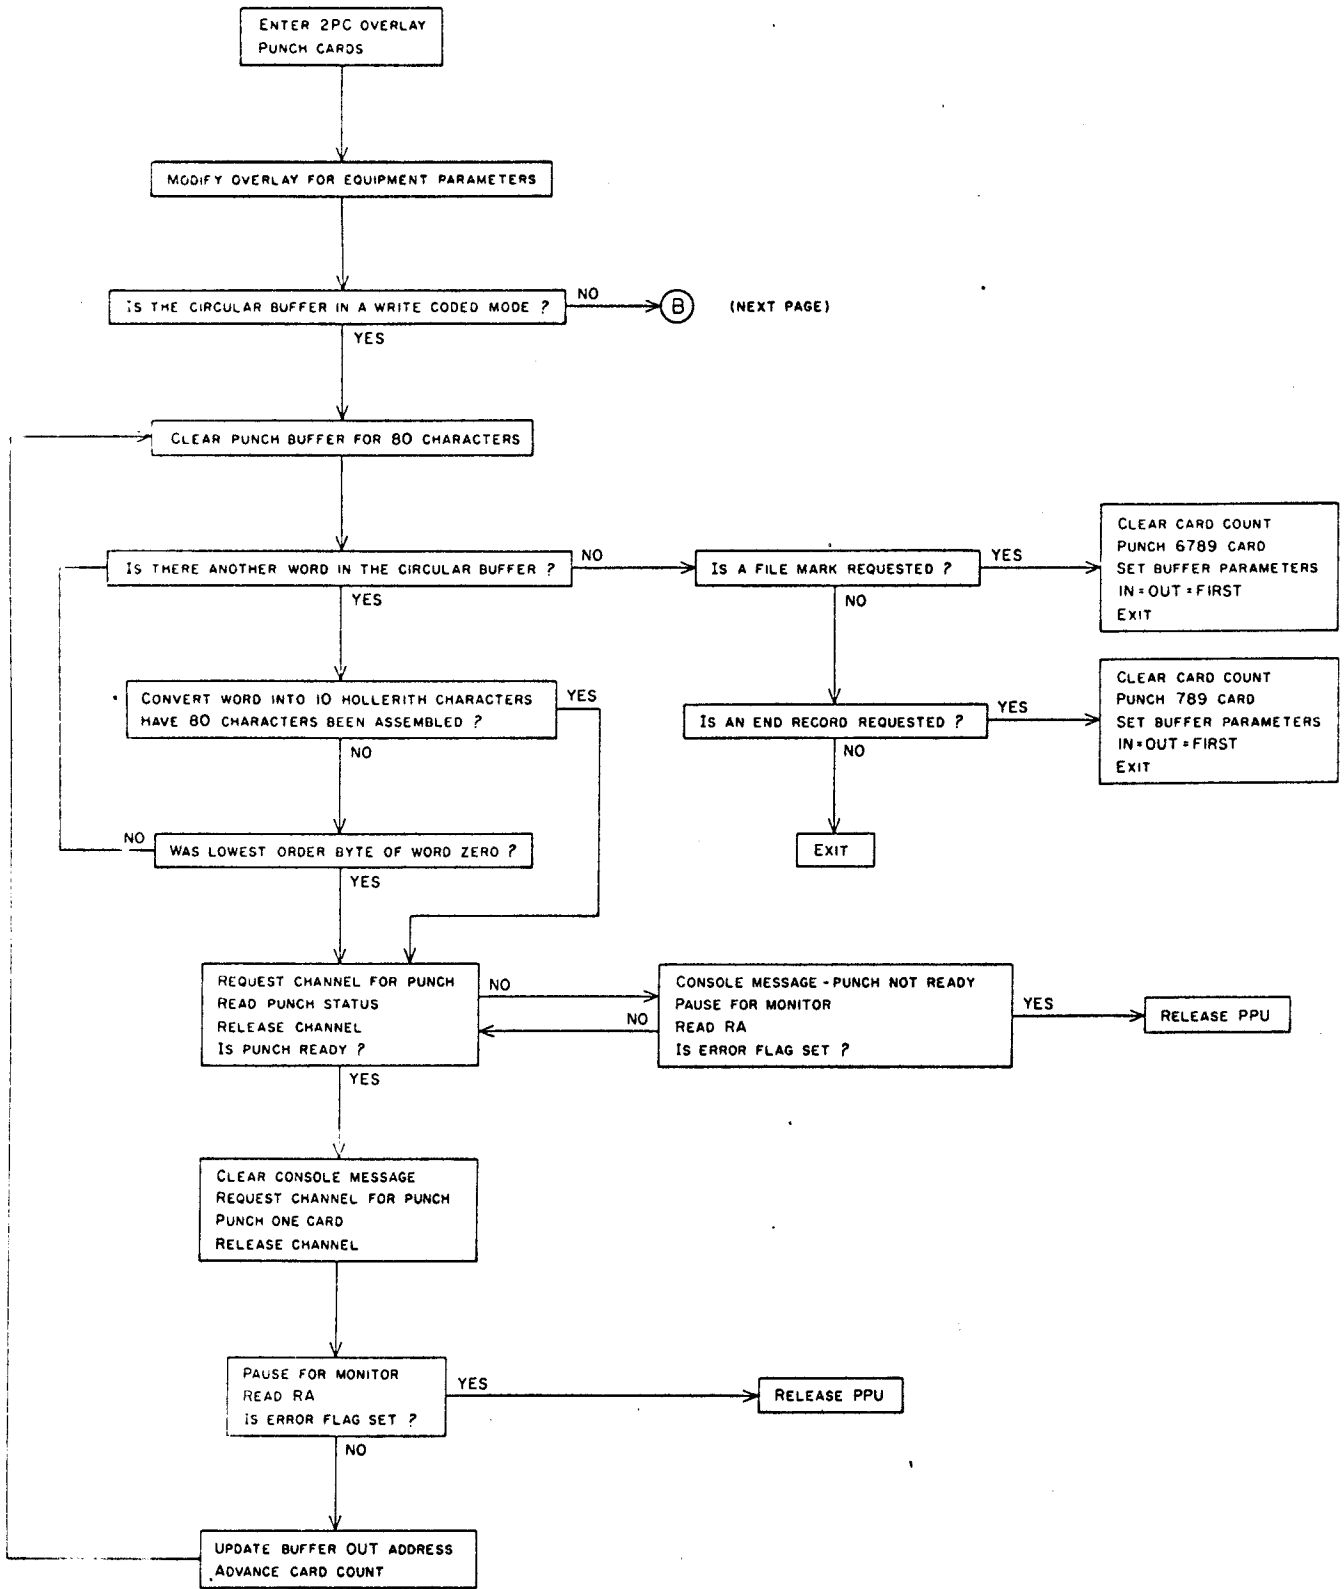 ENTER 2PC OVERLAY
PUNCH CARDS
MODIFY OVERLAY FOR EQUIPMENT PARAMETERS
IS THE CIRCULAR BUFFER IN A WRITE CODED MODE ?
NO
B
(NEXT PAGE)
YES
CLEAR PUNCH BUFFER FOR 80 CHARACTERS
IS THERE ANOTHER WORD IN THE CIRCULAR BUFFER ?
NO
IS A FILE MARK REQUESTED ?
YES
CLEAR CARD COUNT
PUNCH 6789 CARD
SET BUFFER PARAMETERS
IN=OUT=FIRST
EXIT
YES
NO
CONVERT WORD INTO 10 HOLLERITH CHARACTERS
HAVE 80 CHARACTERS BEEN ASSEMBLED ?
YES
NO
IS AN END RECORD REQUESTED ?
YES
CLEAR CARD COUNT
PUNCH 789 CARD
SET BUFFER PARAMETERS
IN=OUT=FIRST
EXIT
NO
EXIT
NO
WAS LOWEST ORDER BYTE OF WORD ZERO ?
YES
REQUEST CHANNEL FOR PUNCH
READ PUNCH STATUS
RELEASE CHANNEL
IS PUNCH READY ?
NO
NO
CONSOLE MESSAGE - PUNCH NOT READY
PAUSE FOR MONITOR
READ RA
IS ERROR FLAG SET ?
YES
RELEASE PPU
YES
CLEAR CONSOLE MESSAGE
REQUEST CHANNEL FOR PUNCH
PUNCH ONE CARD
RELEASE CHANNEL
PAUSE FOR MONITOR
READ RA
IS ERROR FLAG SET ?
YES
RELEASE PPU
NO
UPDATE BUFFER OUT ADDRESS
ADVANCE CARD COUNT